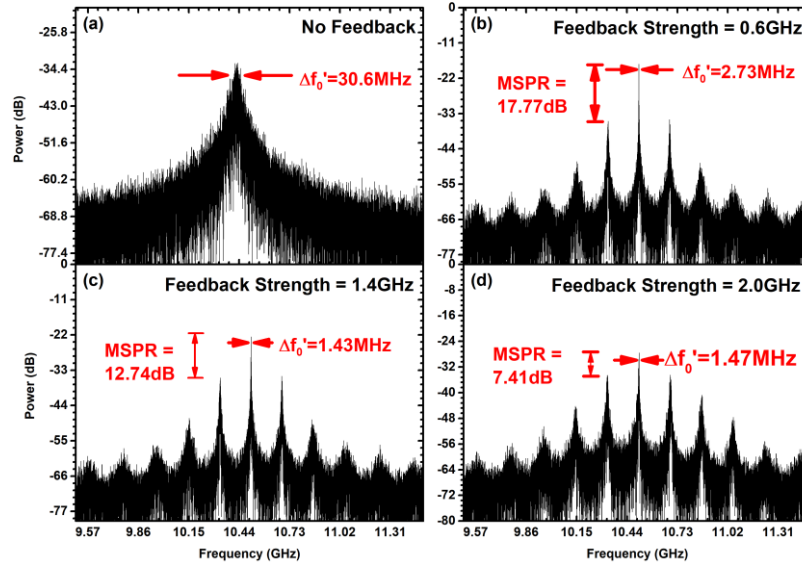 (a) No Feedback
Δf₀'=30.6MHz
Power (dB)
-25.8
-34.4
-43.0
-51.6
-60.2
-68.8
-77.4
(b) Feedback Strength = 0.6GHz
MSPR =
17.77dB
Δf₀'=2.73MHz
0
-11
-22
-33
-44
-55
-66
-77
(c) Feedback Strength = 1.4GHz
MSPR =
12.74dB
Δf₀'=1.43MHz
Power (dB)
0
-11
-22
-33
-44
-55
-66
-77
9.57 9.86 10.15 10.44 10.73 11.02 11.31
Frequency (GHz)
(d) Feedback Strength = 2.0GHz
MSPR =
7.41dB
Δf₀'=1.47MHz
0
-8
-16
-24
-32
-40
-48
-56
-64
-72
-80
9.57 9.86 10.15 10.44 10.73 11.02 11.31
Frequency (GHz)